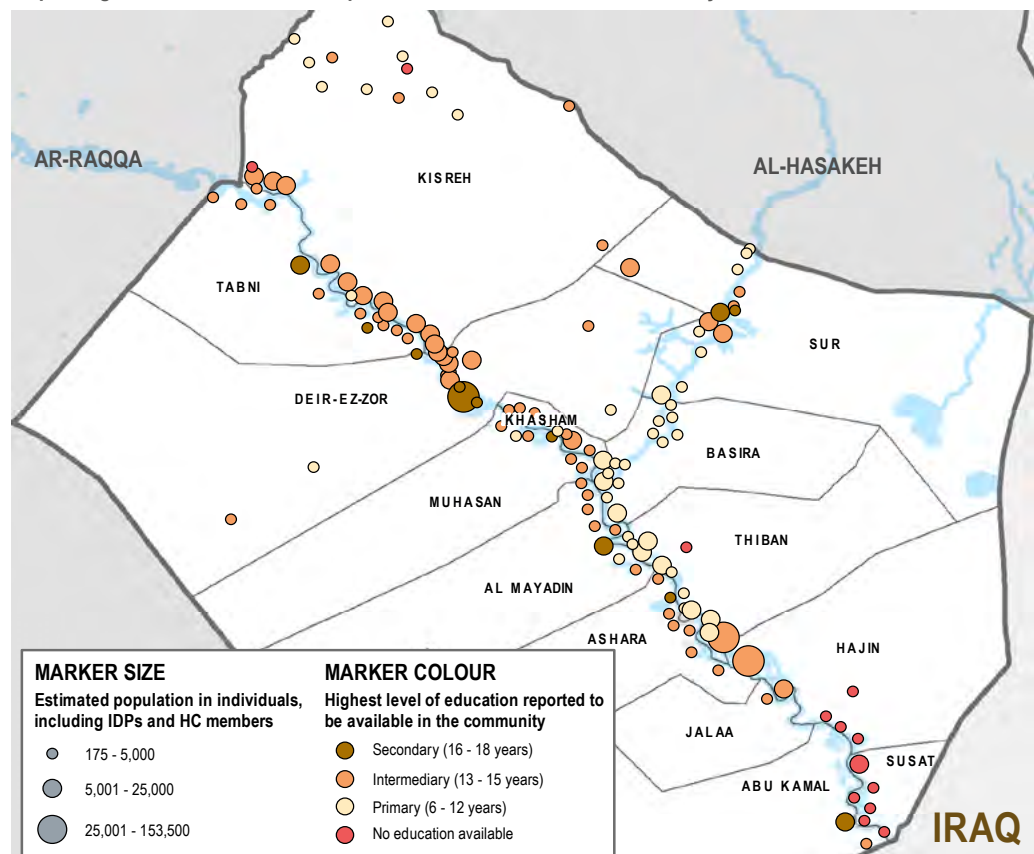 AR-RAQQA
AL-HASAKEH
KISREH
TABNI
SUR
DEIR-EZ-ZOR
KHASHAM
BASIRA
MUHASAN
THIBAN
AL MAYADIN
ASHARA
HAJIN
JALAA
SUSAT
ABU KAMAL
IRAQ
MARKER SIZE
Estimated population in individuals,
including IDPs and HC members
175 - 5,000
5,001 - 25,000
25,001 - 153,500
MARKER COLOUR
Highest level of education reported to
be available in the community
Secondary (16 - 18 years)
Intermediary (13 - 15 years)
Primary (6 - 12 years)
No education available